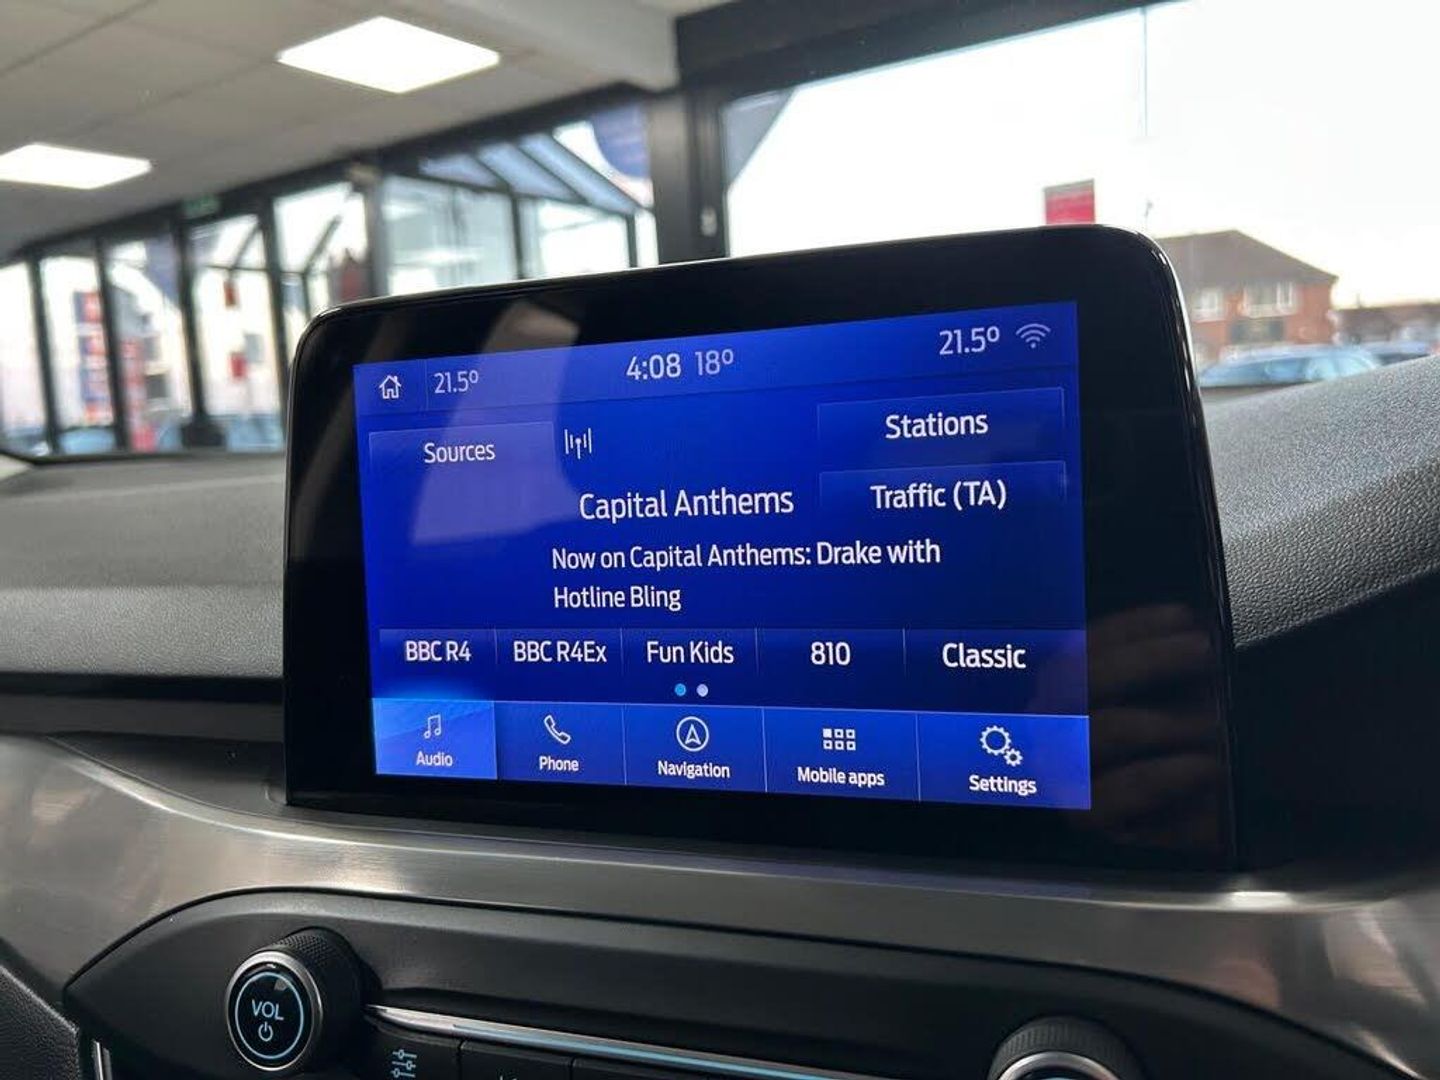 21.5°
4:08 18°
21.5°
Sources
Stations
Capital Anthems
Traffic (TA)
Now on Capital Anthems: Drake with
Hotline Bling
BBC R4
BBC R4Ex
Fun Kids
810
Classic
Audio
Phone
Navigation
Mobile apps
Settings
VOL